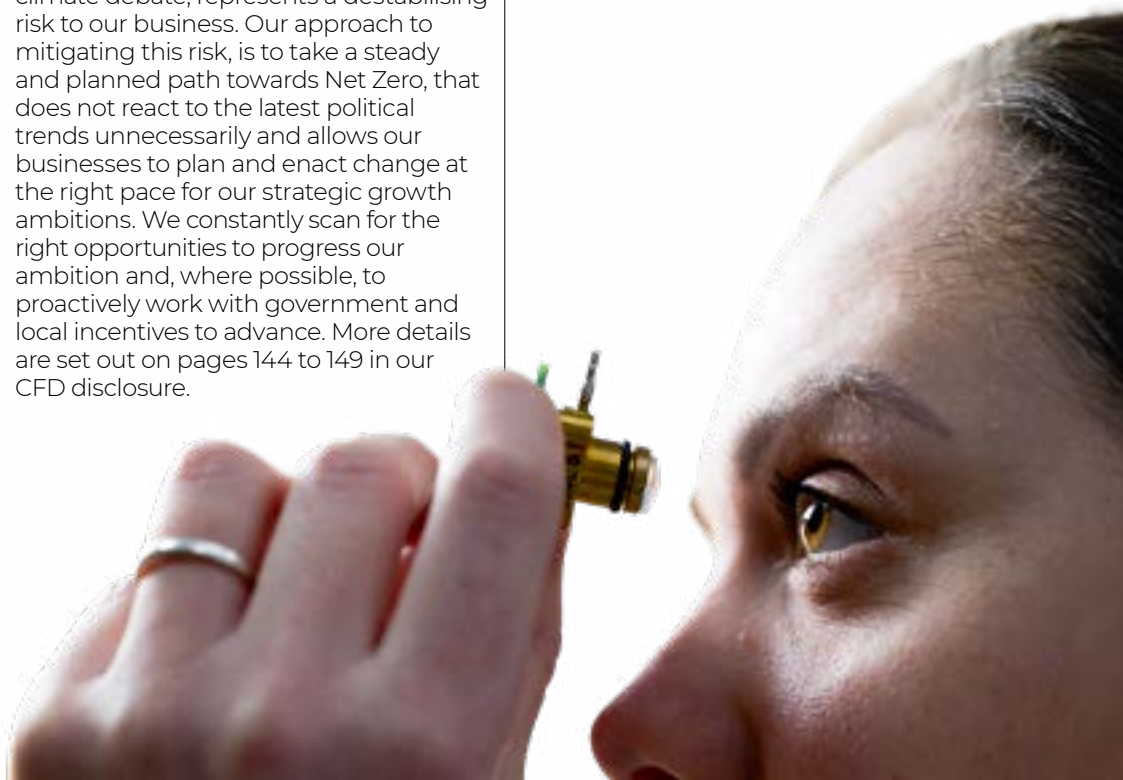 climate debate, represents a destabilising
risk to our business. Our approach to
mitigating this risk, is to take a steady
and planned path towards Net Zero, that
does not react to the latest political
trends unnecessarily and allows our
businesses to plan and enact change at
the right pace for our strategic growth
ambitions. We constantly scan for the
right opportunities to progress our
ambition and, where possible, to
proactively work with government and
local incentives to advance. More details
are set out on pages 144 to 149 in our
CFD disclosure.